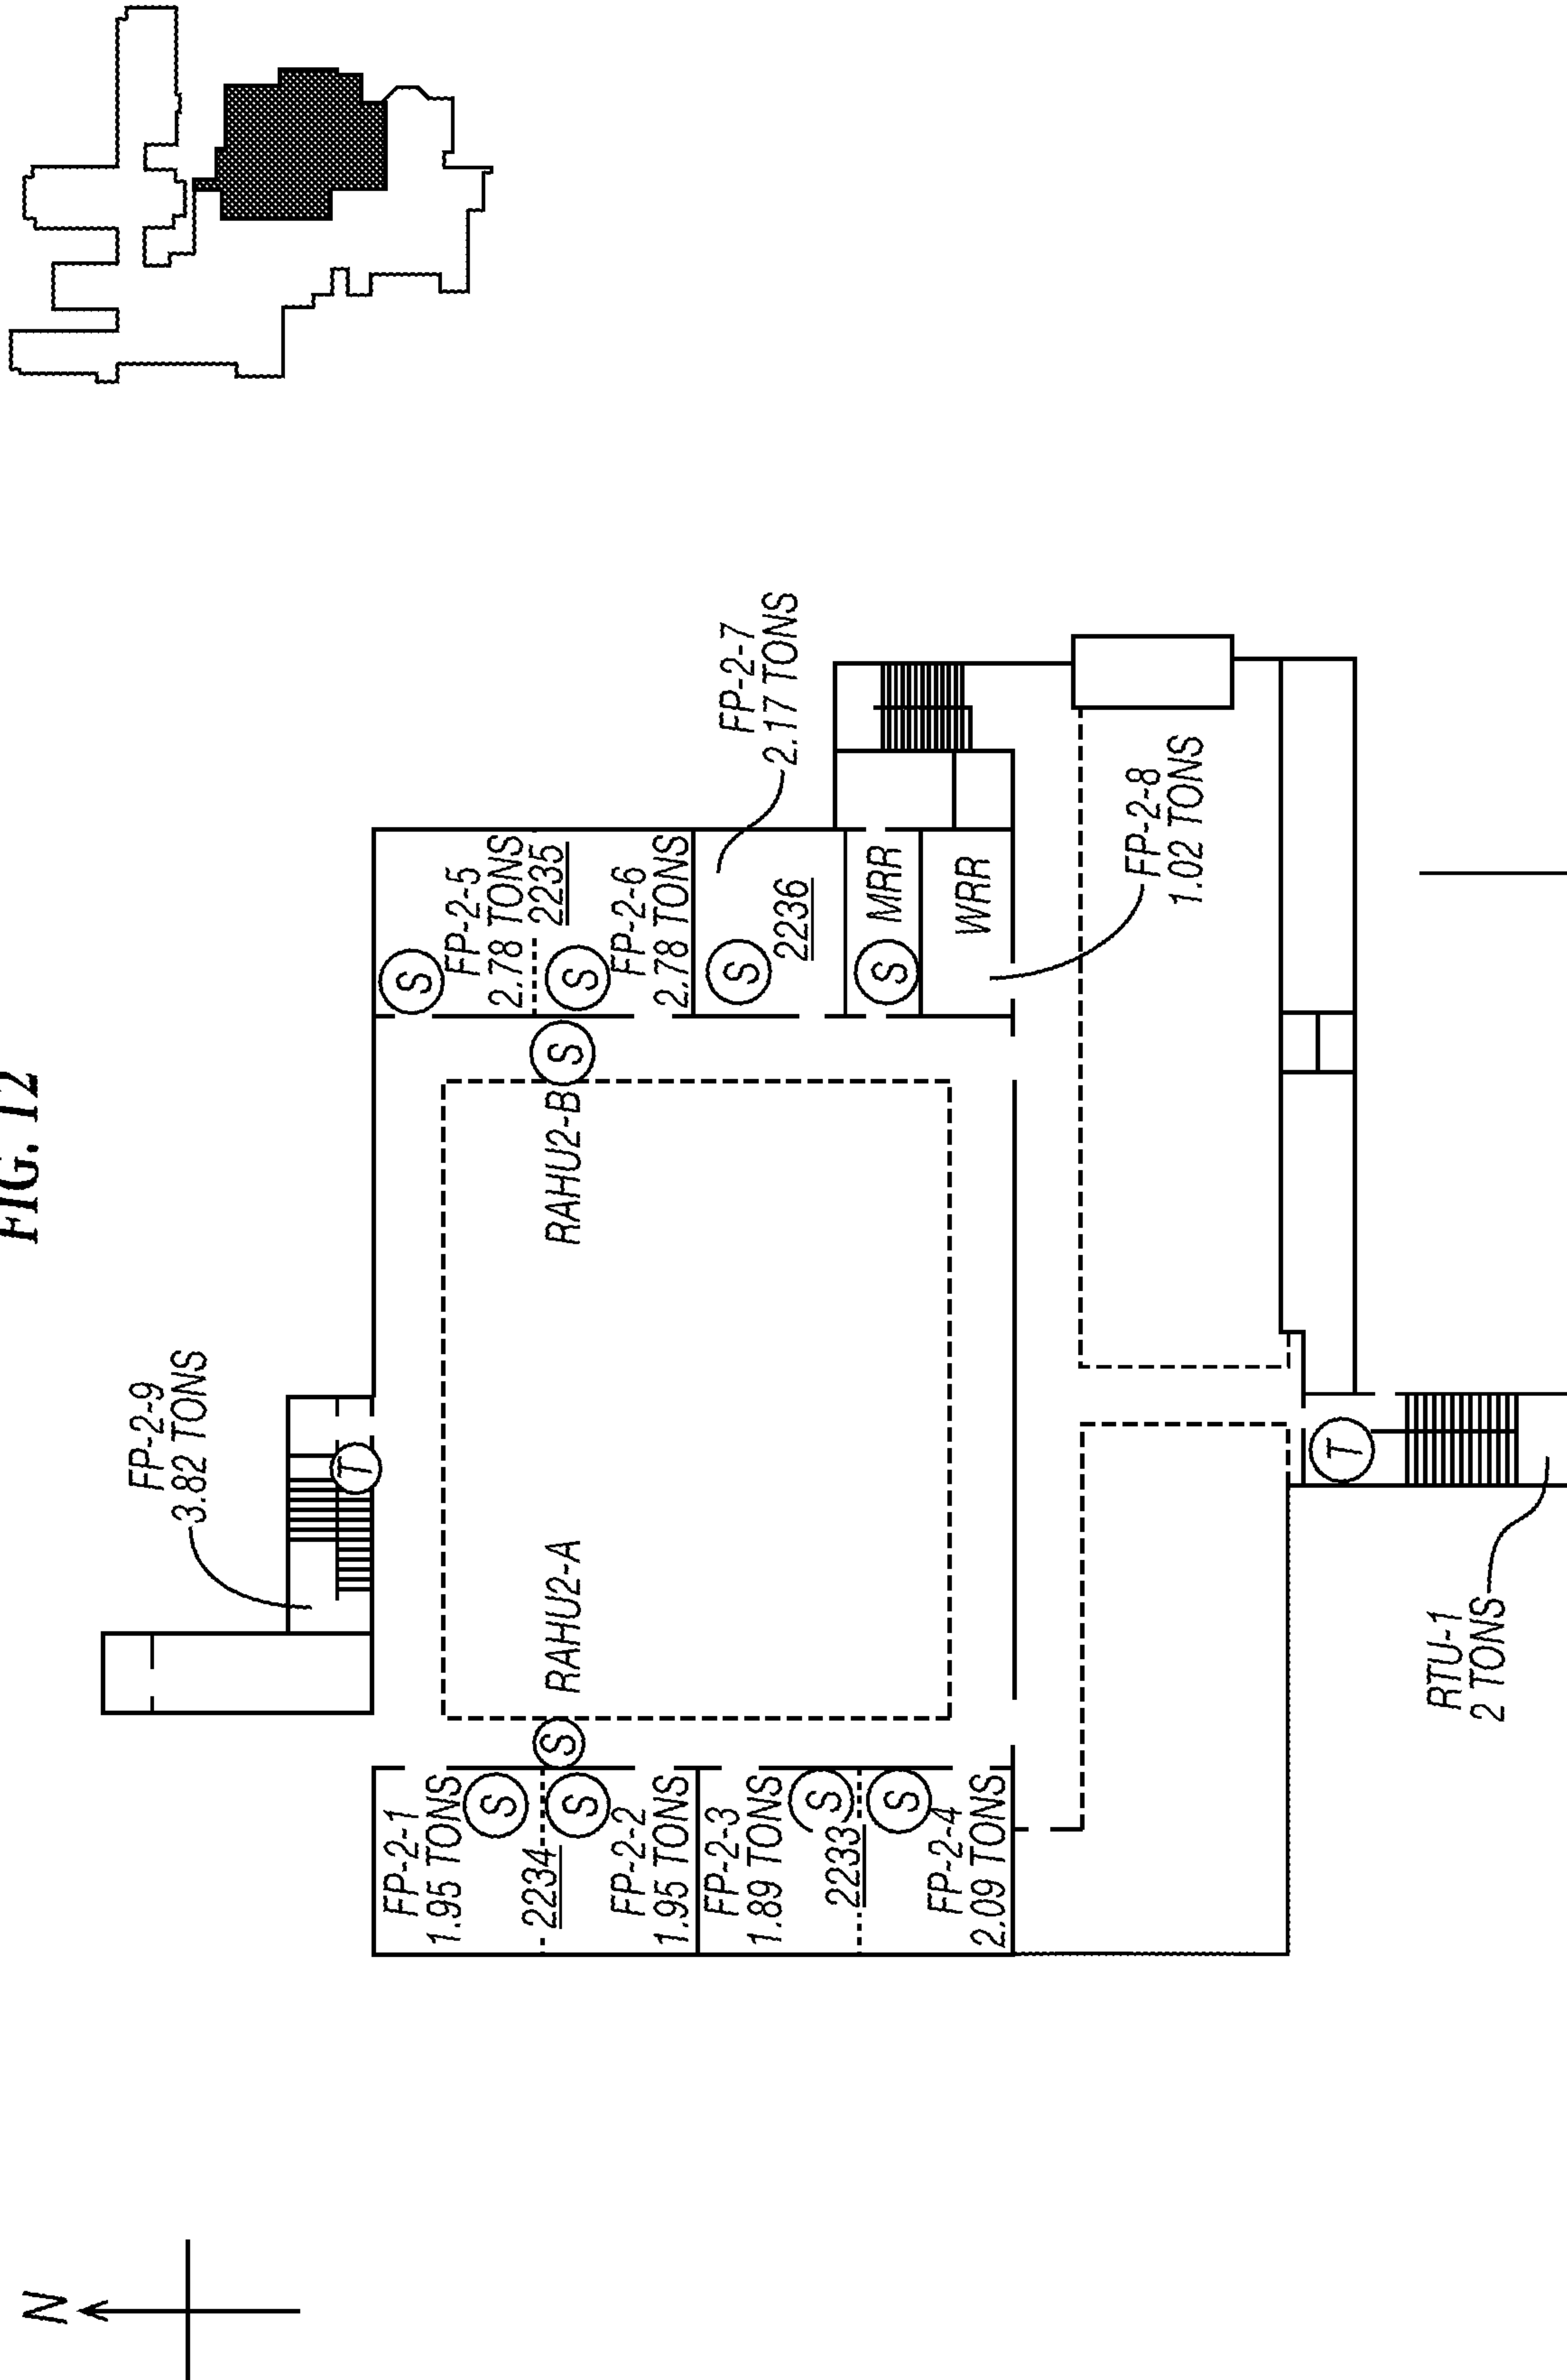 FIG. 12
N
FP-2-9
3.82 TONS
FP-2-1
1.95 TONS
S
2234
S
FP-2-2
1.95 TONS
FP-2-3
1.89 TONS
S
2233
S
FP-2-4
2.09 TONS
S
RAHU2-A
T
RAHU2-B
S
S
FP-2-5
2.78 TONS
2235
S
FP-2-6
2.78 TONS
S
2236
S
MRR
WRR
FP-2-7
2.17 TONS
FP-2-8
1.02 TONS
T
RTU-1
2 TONS